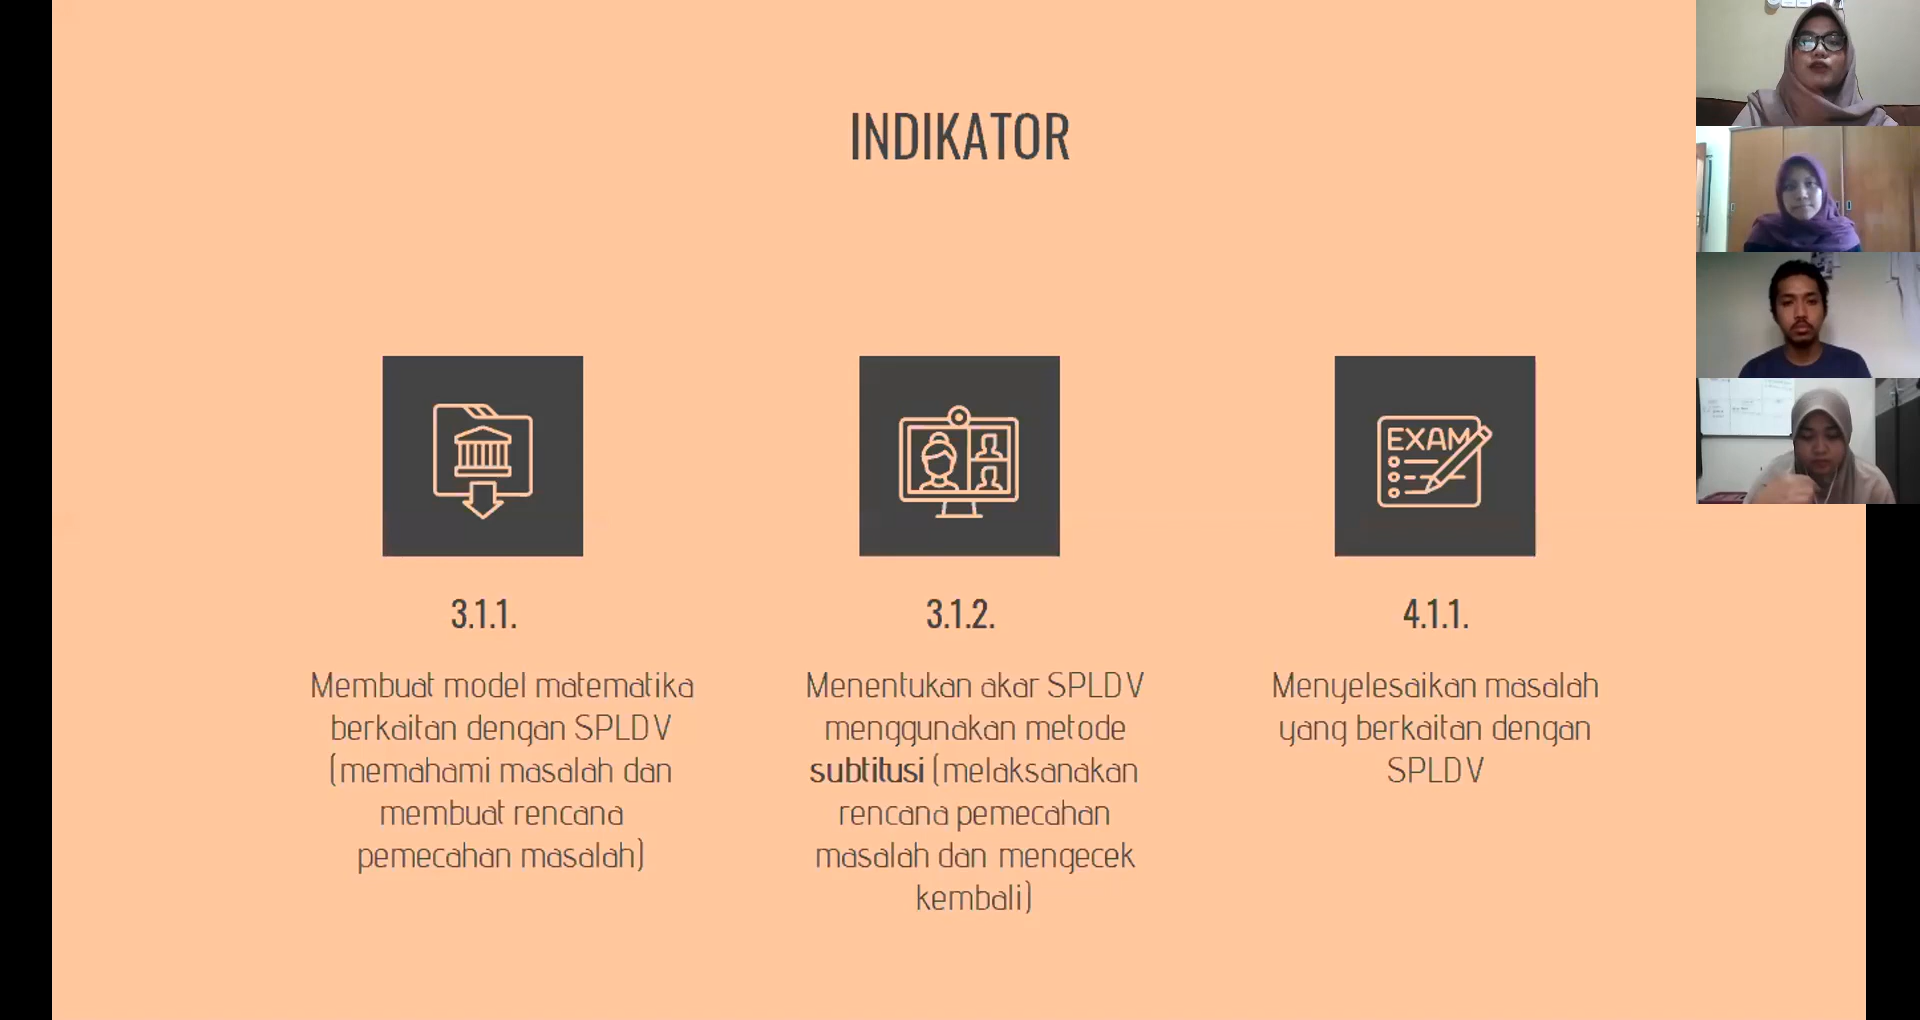 INDIKATOR
EXAM
3.1.1.
Membuat model matematika
berkaitan dengan SPLDV
(memahami masalah dan
membuat rencana
pemecahan masalah)
3.1.2.
Menentukan akar SPLDV
menggunakan metode
subtitusi (melaksanakan
rencana pemecahan
masalah dan mengecek
kembali)
4.1.1.
Menyelesaikan masalah
yang berkaitan dengan
SPLDV